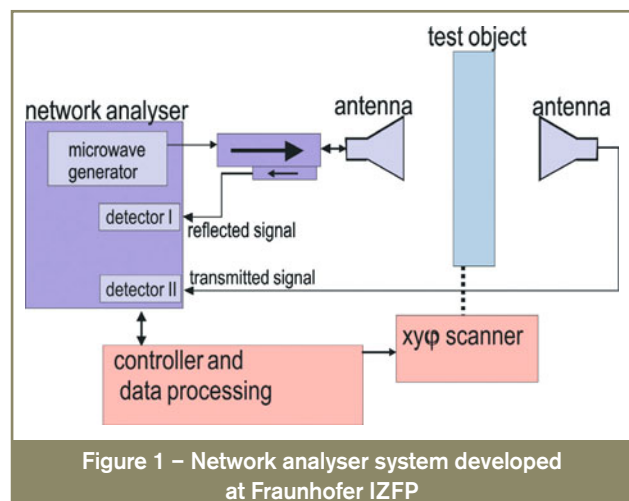 test object
network analyser
antenna
antenna
microwave
generator
detector I
reflected signal
detector II
transmitted signal
controller and
data processing
xyφ scanner
Figure 1 – Network analyser system developed
at Fraunhofer IZFP